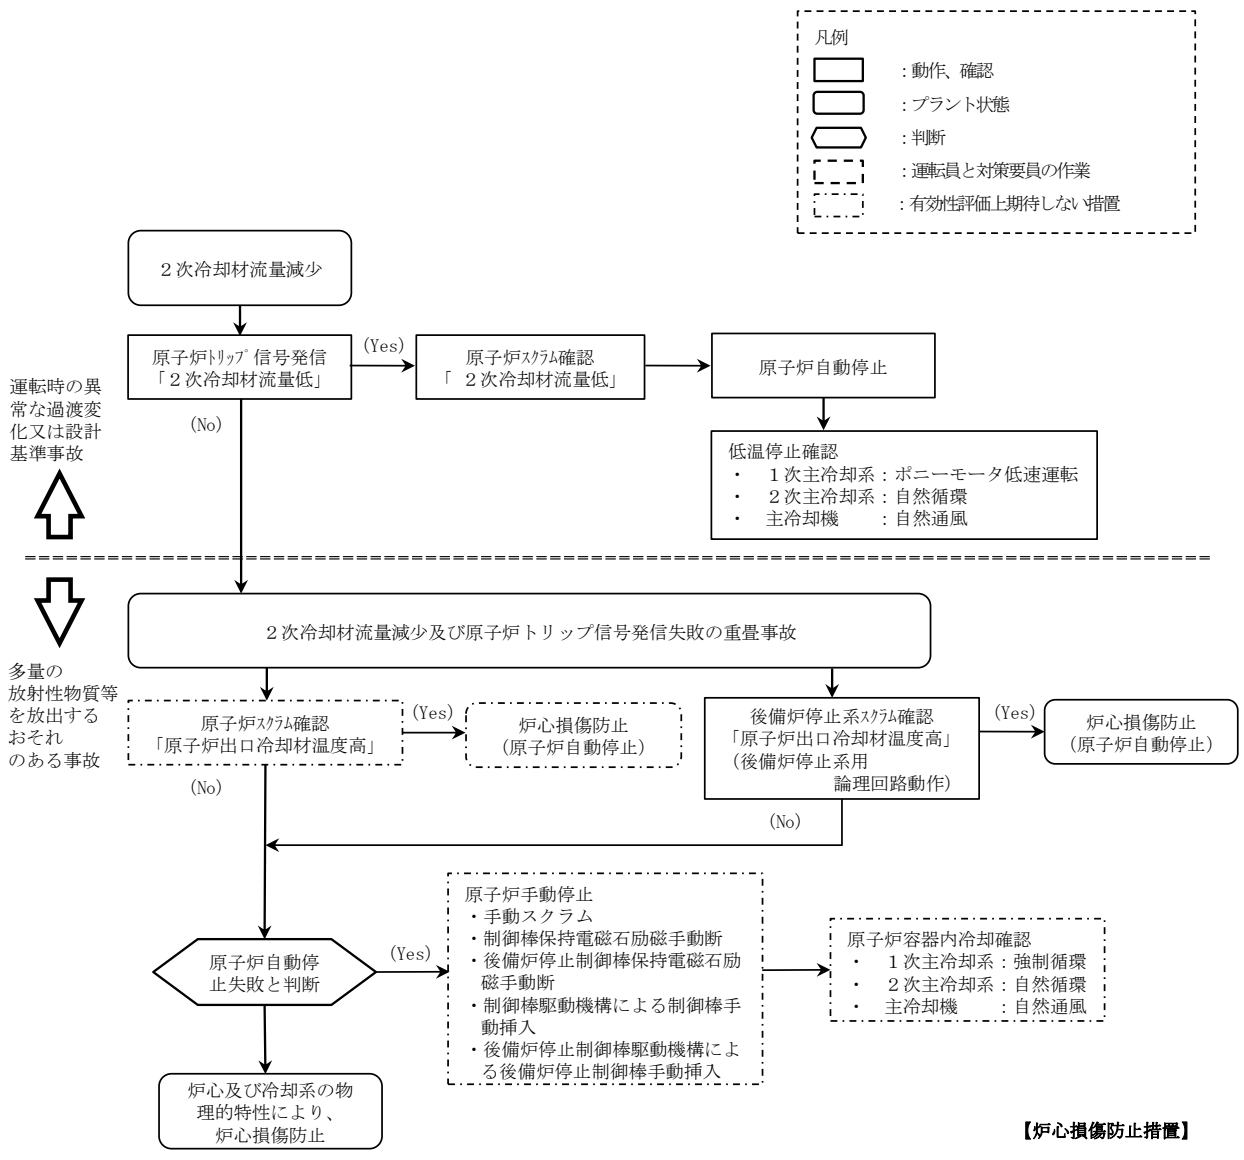 凡例
：動作、確認
：プラント状態
：判断
：運転員と対策要員の作業
：有効性評価上期待しない措置
２次冷却材流量減少
原子炉ﾄﾘｯﾌﾟ信号発信
「２次冷却材流量低」
(Yes)
原子炉ｽｸﾗﾑ確認
「 ２次冷却材流量低」
原子炉自動停止
(No)
低温停止確認
・ １次主冷却系：ポニーモータ低速運転
・ ２次主冷却系：自然循環
・ 主冷却機 ：自然通風
運転時の異
常な過渡変
化又は設計
基準事故
２次冷却材流量減少及び原子炉トリップ信号発信失敗の重畳事故
多量の
放射性物質等
を放出する
おそれ
のある事故
原子炉ｽｸﾗﾑ確認
「原子炉出口冷却材温度高」
(Yes)
炉心損傷防止
（原子炉自動停止）
後備炉停止系ｽｸﾗﾑ確認
「原子炉出口冷却材温度高」
（後備炉停止系用
論理回路動作）
(Yes)
炉心損傷防止
（原子炉自動停止）
(No)
(No)
原子炉自動停
止失敗と判断
(Yes)
原子炉手動停止
・手動スクラム
・制御棒保持電磁石励磁手動断
・後備炉停止制御棒保持電磁石励
磁手動断
・制御棒駆動機構による制御棒手
動挿入
・後備炉停止制御棒駆動機構によ
る後備炉停止制御棒手動挿入
原子炉容器内冷却確認
・ １次主冷却系：強制循環
・ ２次主冷却系：自然循環
・ 主冷却機 ：自然通風
炉心及び冷却系の物
理的特性により、
炉心損傷防止
【炉心損傷防止措置】